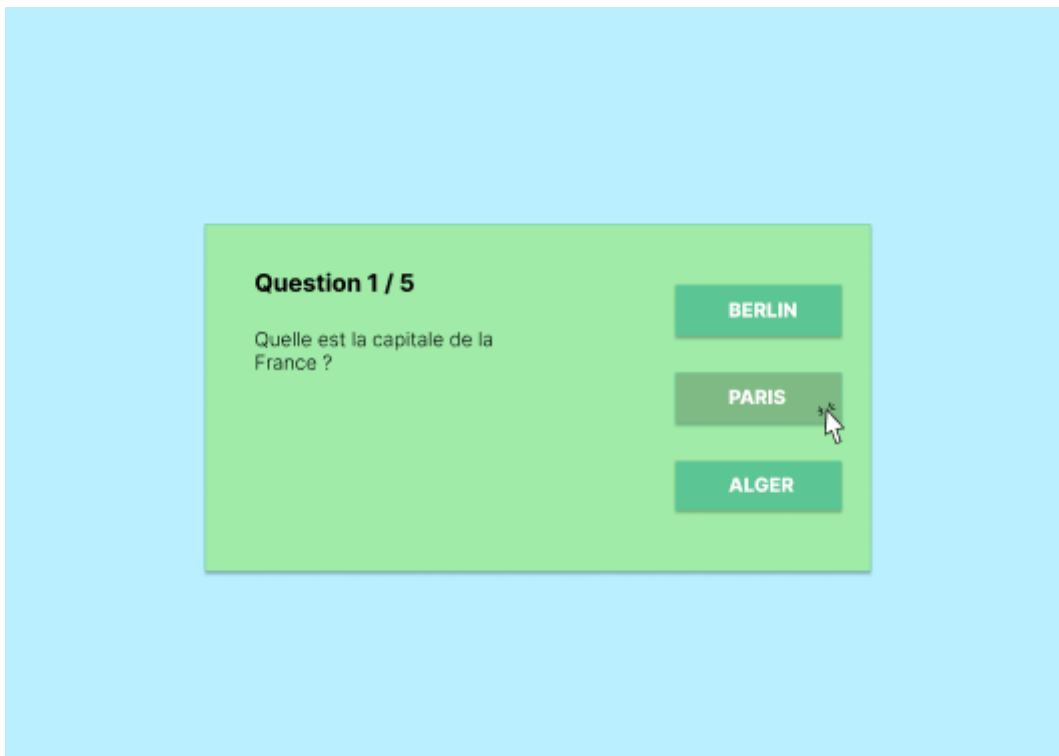 Question 1 / 5
Quelle est la capitale de la
France ?
BERLIN
PARIS
ALGER